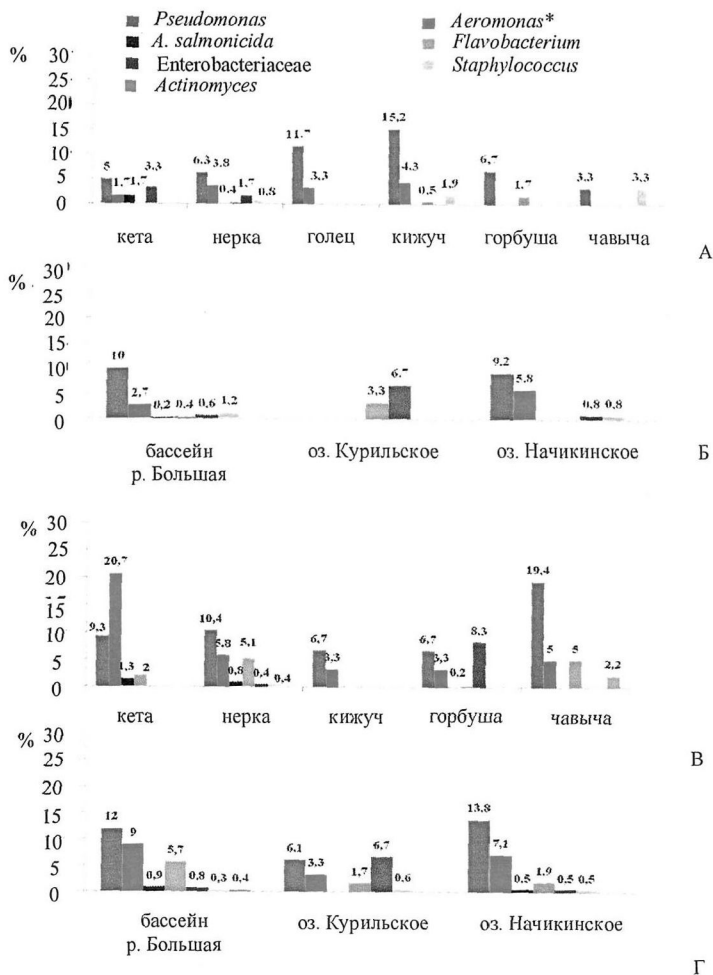 Pseudomonas Aeromonas*
A. salmonicida Flavobacterium
Enterobacteriaceae Staphylococcus
Actinomyces
%
30
25
20
15
10
5
0
5 1,7 1,7 3,3
6,3 3,8 0,4 1,7 0,8
11,7 3,3
15,2 4,3 0,5 1,9
6,7 1,7
3,3 3,3
кета нерка голец кижуч горбуша чавыча
А
%
30
25
20
15
10
5
0
10 2,7 0,2 0,4 0,6 1,2
3,3 6,7
9,2 5,8 0,8 0,8
бассейн оз. Курильское оз. Начикинское
р. Большая
Б
%
30
25
20
15
10
5
0
9,3 20,7 1,3 2
10,4 5,8 0,8 5,1 0,4 0,4
6,7 3,3
6,7 3,3 0,2 8,3
19,4 5 5 2,2
кета нерка кижуч горбуша чавыча
В
%
30
25
20
15
10
5
0
12 9 0,9 5,7 0,8 0,3 0,4
6,1 3,3 1,7 6,7 0,6
13,8 7,1 0,5 1,9 0,5 0,5
бассейн оз. Курильское оз. Начикинское
р. Большая
Г